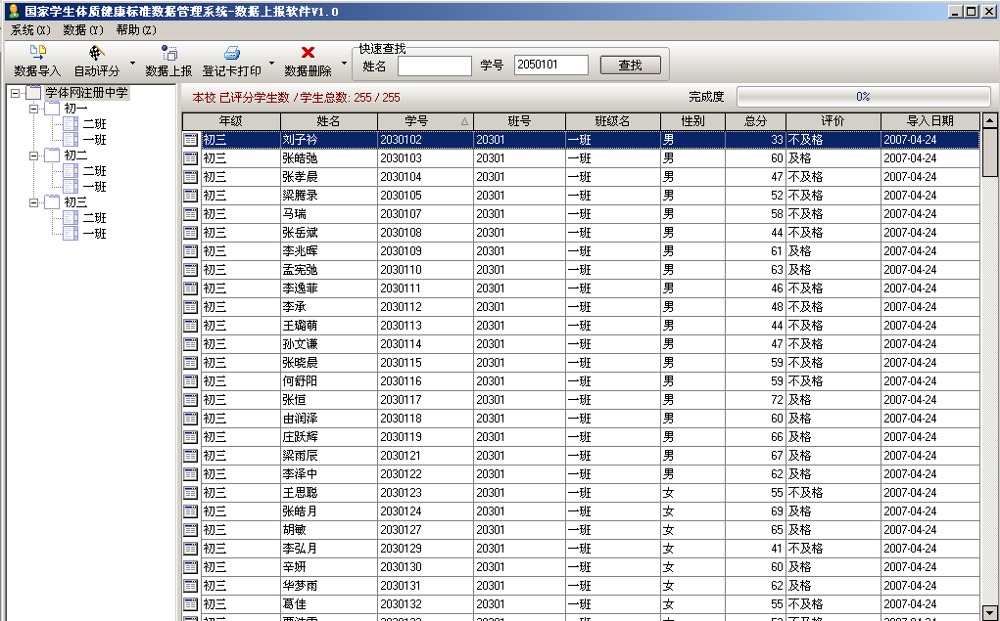 国家学生体质健康标准数据管理系统-数据上报软件V1.0
系统(X) 数据(Y) 帮助(Z)
数据导入 自动评分 数据上报 登记卡打印 数据删除 快速查找 姓名 学号 2050101 查找
学体网注册中学
初一
二班
一班
初二
二班
一班
初三
二班
一班
本校 已评分学生数 / 学生总数: 255 / 255 完成度 0%
年级 姓名 学号 班号 班级名 性别 总分 评价 导入日期
初三 刘子衿 2030102 20301 一班 男 33 不及格 2007-04-24
初三 张皓弛 2030103 20301 一班 男 60 及格 2007-04-24
初三 张孝晨 2030104 20301 一班 男 47 不及格 2007-04-24
初三 梁腾录 2030105 20301 一班 男 52 不及格 2007-04-24
初三 马瑞 2030107 20301 一班 男 58 不及格 2007-04-24
初三 张岳斌 2030108 20301 一班 男 44 不及格 2007-04-24
初三 李兆晖 2030109 20301 一班 男 61 及格 2007-04-24
初三 孟宪弛 2030110 20301 一班 男 63 及格 2007-04-24
初三 李逸菲 2030111 20301 一班 男 46 不及格 2007-04-24
初三 李承 2030112 20301 一班 男 48 不及格 2007-04-24
初三 王璐萌 2030113 20301 一班 男 44 不及格 2007-04-24
初三 孙文谦 2030114 20301 一班 男 47 不及格 2007-04-24
初三 张晓晨 2030115 20301 一班 男 59 不及格 2007-04-24
初三 何舒阳 2030116 20301 一班 男 59 不及格 2007-04-24
初三 张恒 2030117 20301 一班 男 72 及格 2007-04-24
初三 由润泽 2030118 20301 一班 男 60 及格 2007-04-24
初三 庄跃辉 2030119 20301 一班 男 66 及格 2007-04-24
初三 梁雨辰 2030121 20301 一班 男 67 及格 2007-04-24
初三 李泽中 2030122 20301 一班 男 62 及格 2007-04-24
初三 王思聪 2030123 20301 一班 女 55 不及格 2007-04-24
初三 张皓月 2030124 20301 一班 女 69 及格 2007-04-24
初三 胡敏 2030127 20301 一班 女 65 及格 2007-04-24
初三 李弘月 2030129 20301 一班 女 41 不及格 2007-04-24
初三 辛妍 2030130 20301 一班 女 60 及格 2007-04-24
初三 华梦雨 2030131 20301 一班 女 62 及格 2007-04-24
初三 葛佳 2030132 20301 一班 女 55 不及格 2007-04-24